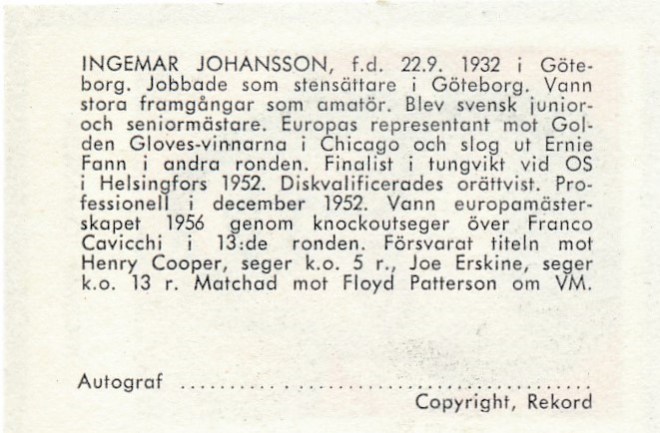 INGEMAR JOHANSSON, f.d. 22.9. 1932 i Göte-
borg. Jobbade som stensättare i Göteborg. Vann
stora framgångar som amatör. Blev svensk junior-
och seniormästare. Europas representant mot Gol-
den Gloves-vinnarna i Chicago och slog ut Ernie
Fann i andra ronden. Finalist i tungvikt vid OS
i Helsingfors 1952. Diskvalificerades orättvist. Pro-
fessionell i december 1952. Vann europamäster-
skapet 1956 genom knockoutseger över Franco
Cavicchi i 13:de ronden. Försvarat titeln mot
Henry Cooper, seger k.o. 5 r., Joe Erskine, seger
k.o. 13 r. Matchad mot Floyd Patterson om VM.
Autograf ........................................
Copyright, Rekord